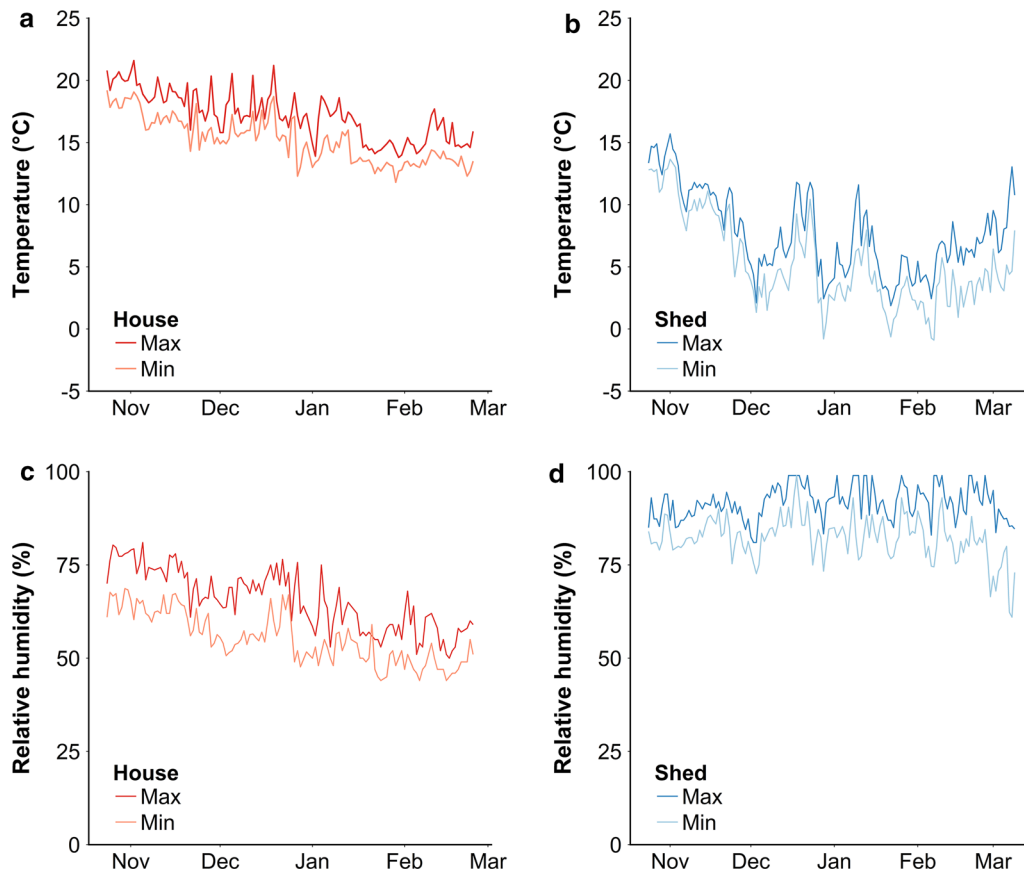 a
25
20
15
10
5
0
-5
Temperature (°C)
House
Max
Min
Nov Dec Jan Feb Mar
b
25
20
15
10
5
0
-5
Temperature (°C)
Shed
Max
Min
Nov Dec Jan Feb Mar
c
100
75
50
25
0
Relative humidity (%)
House
Max
Min
Nov Dec Jan Feb Mar
d
100
75
50
25
0
Relative humidity (%)
Shed
Max
Min
Nov Dec Jan Feb Mar